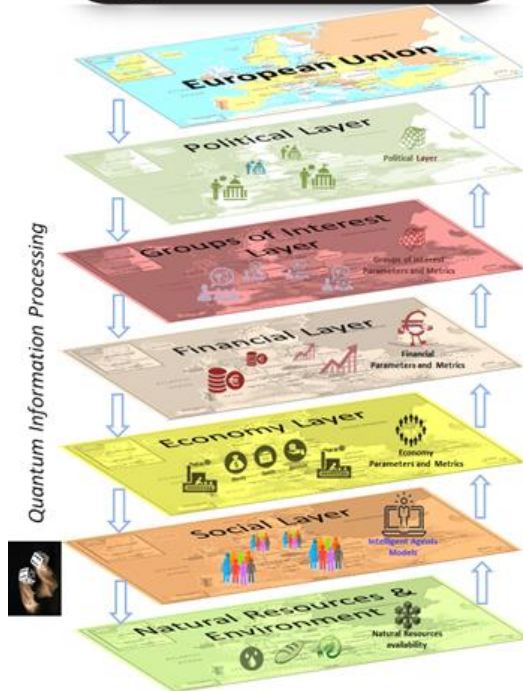 European Union
Political Layer
Political Layer
Groups of Interest
Layer
Groups of Interest
Parameters and Metrics
Financial Layer
Financial
Parameters and Metrics
Economy Layer
Economy
Parameters and Metrics
Social Layer
Intelligent Agents
Models
Natural Resources &
Environment
Natural Resources
availability
Quantum Information Processing